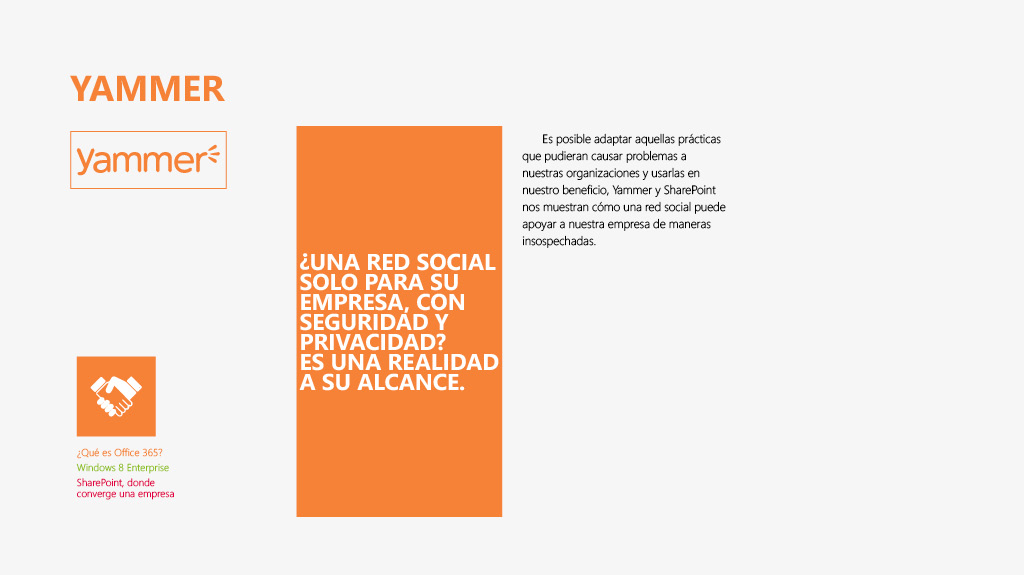 YAMMER
yammer
¿UNA RED SOCIAL
SOLO PARA SU
EMPRESA, CON
SEGURIDAD Y
PRIVACIDAD?
ES UNA REALIDAD
A SU ALCANCE.
Es posible adaptar aquellas prácticas
que pudieran causar problemas a
nuestras organizaciones y usarlas en
nuestro beneficio, Yammer y SharePoint
nos muestran cómo una red social puede
apoyar a nuestra empresa de maneras
insospechadas.
¿Qué es Office 365?
Windows 8 Enterprise
SharePoint, donde
converge una empresa